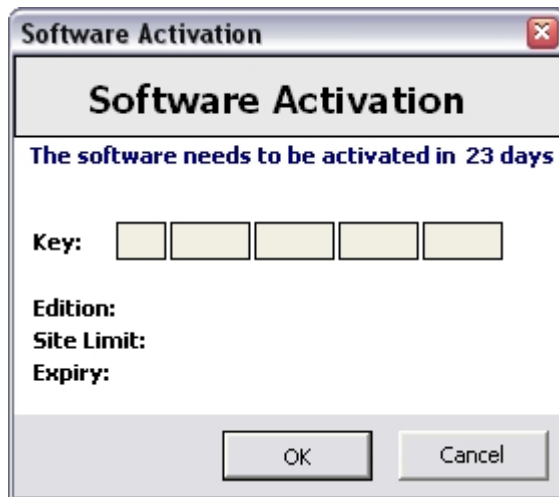 Software Activation
Software Activation
The software needs to be activated in 23 days
Key:
Edition:
Site Limit:
Expiry:
OK Cancel